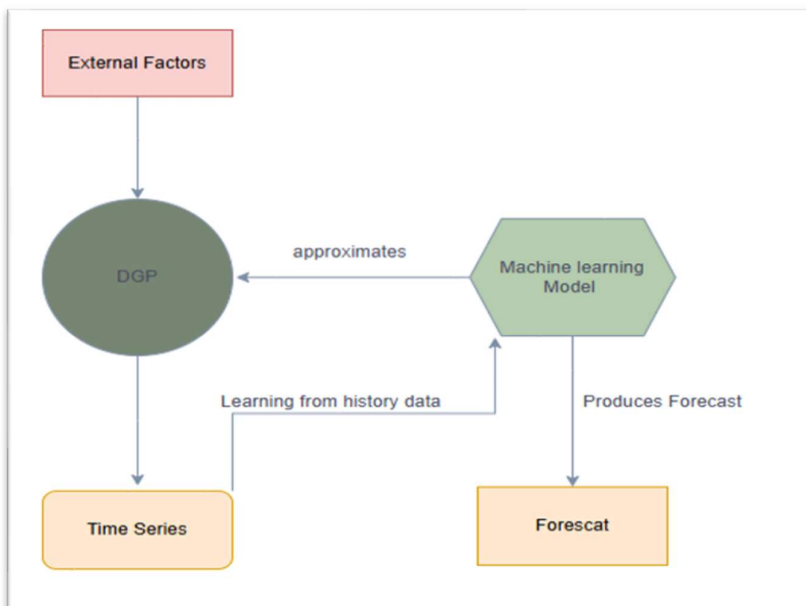 External Factors
approximates
DGP
Machine learning
Model
Learning from history data
Produces Forecast
Time Series
Forescat